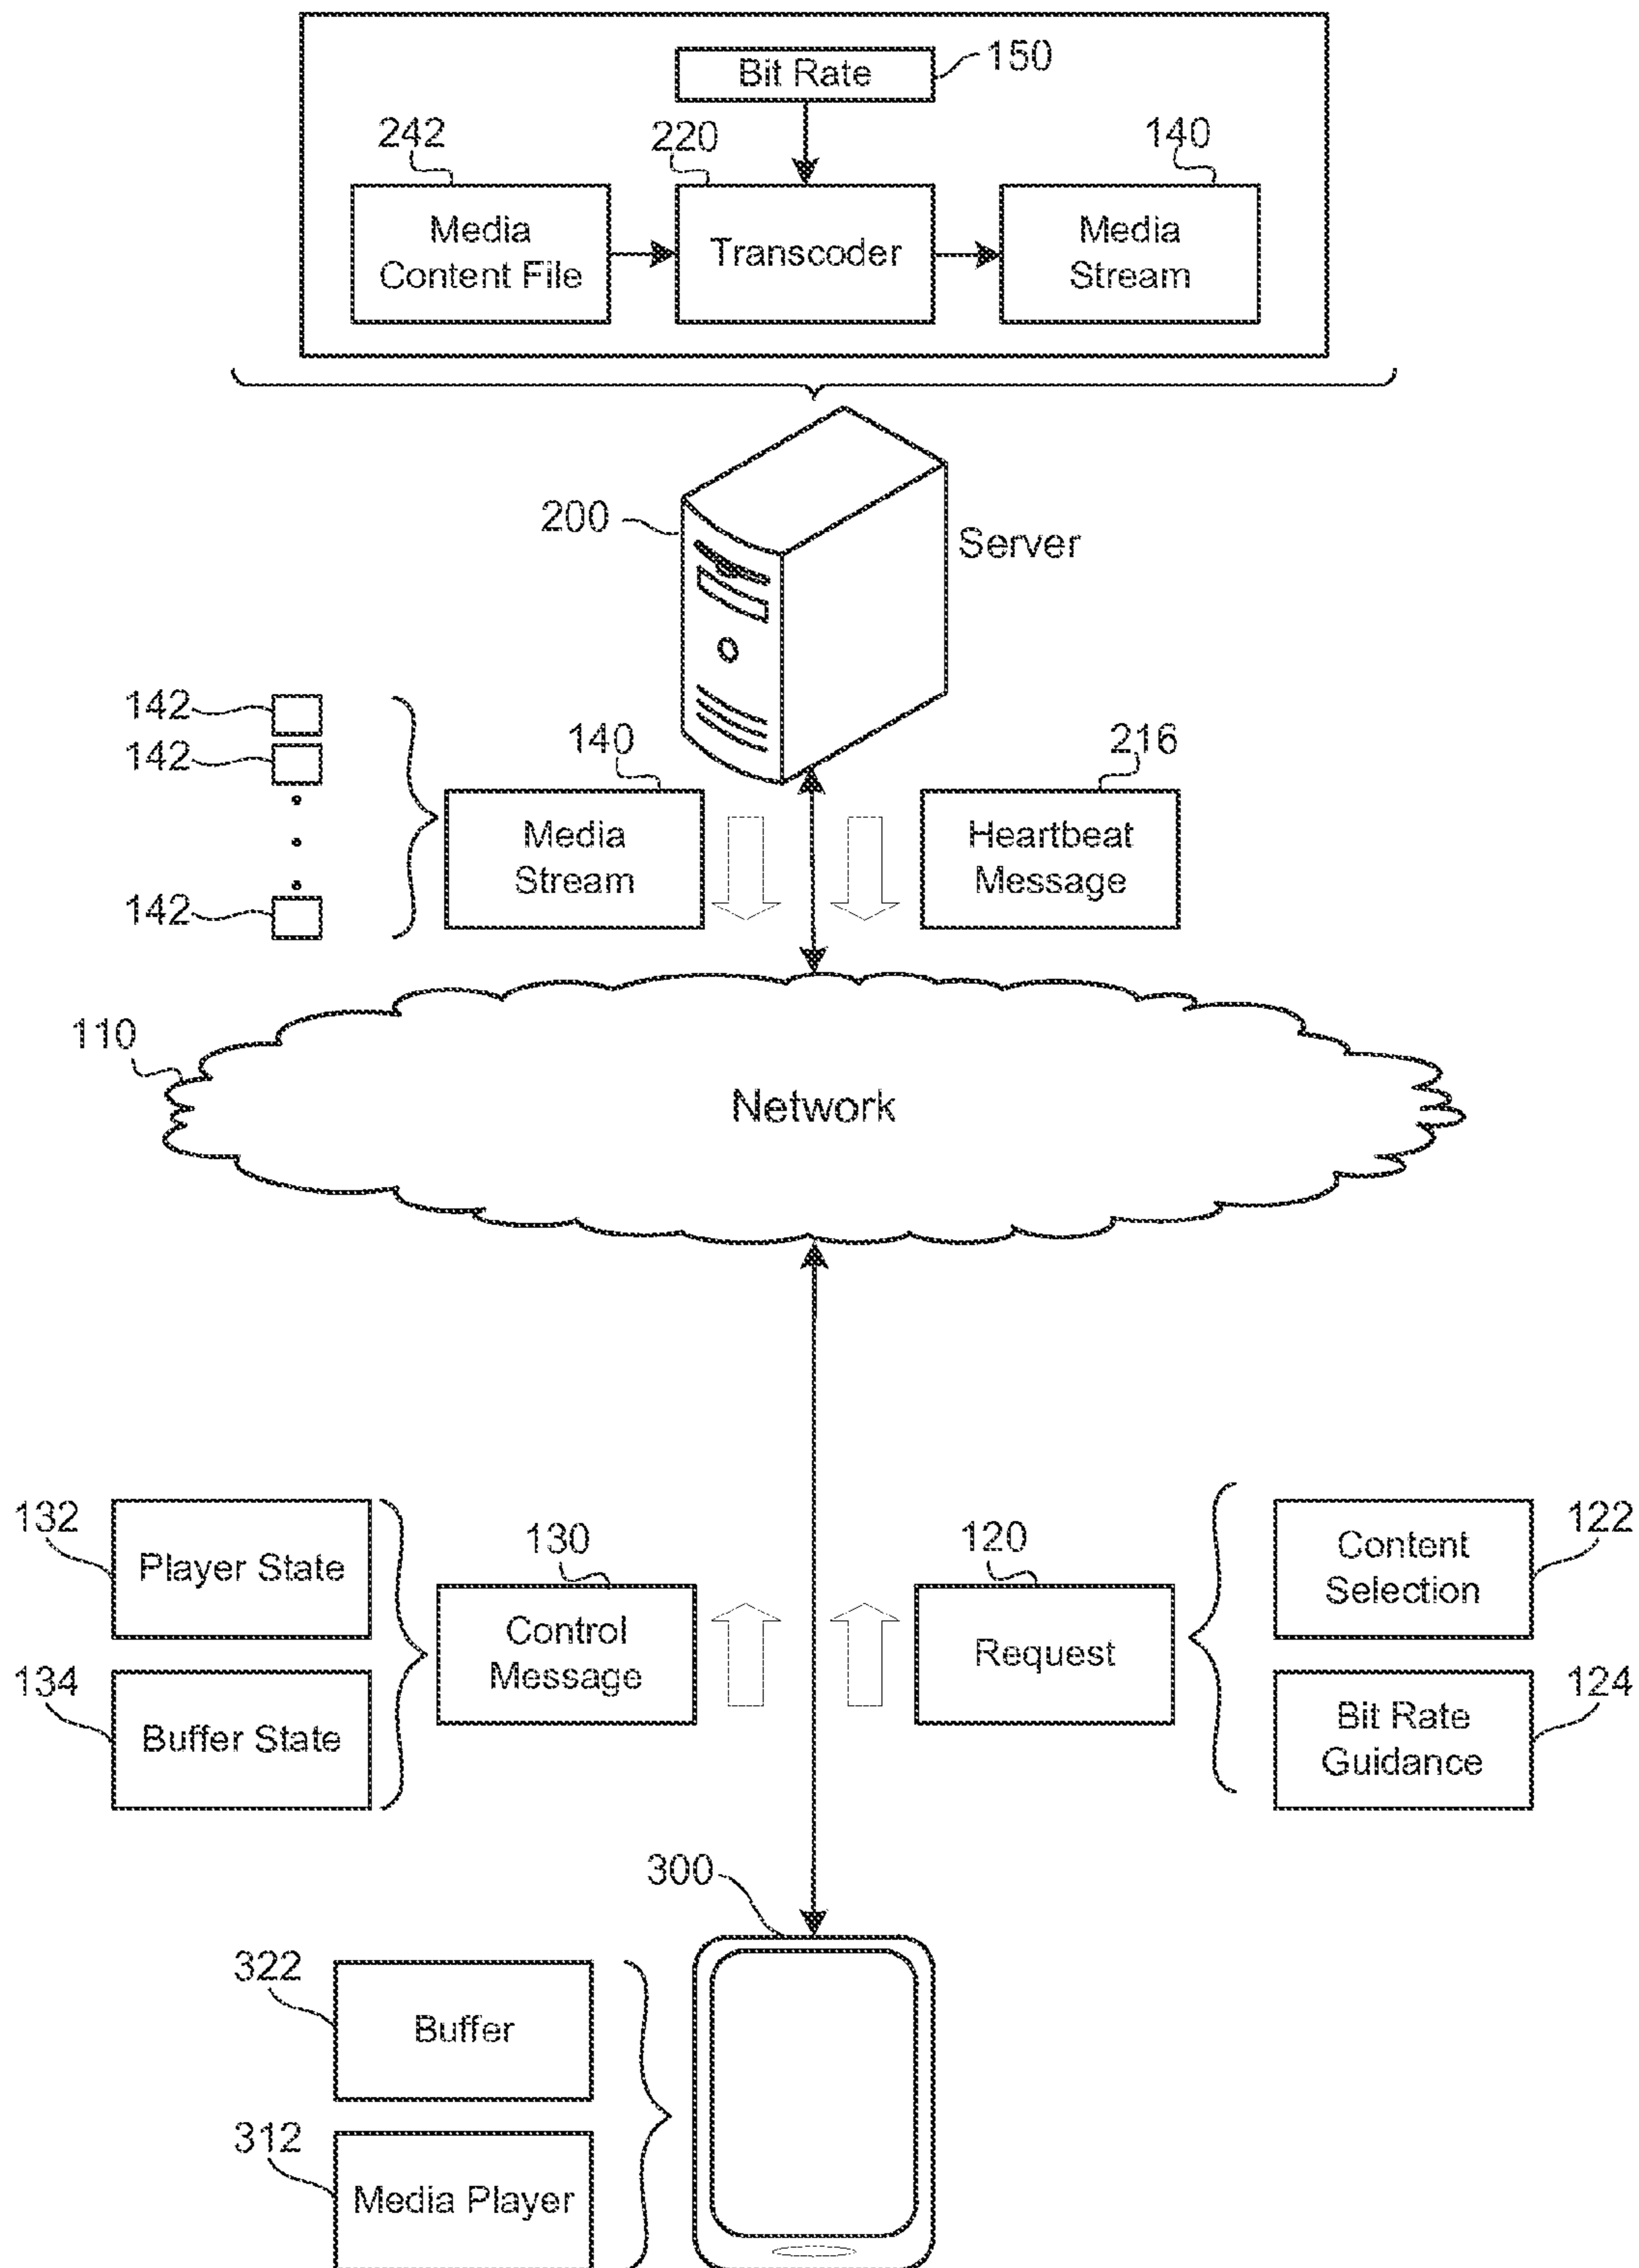 150
Bit Rate
242
220
140
Media
Content File
Transcoder
Media
Stream
200
Server
142
142
142
140
Media
Stream
216
Heartbeat
Message
110
Network
132
Player State
134
Buffer State
130
Control
Message
120
Request
122
Content
Selection
124
Bit Rate
Guidance
300
322
Buffer
312
Media Player